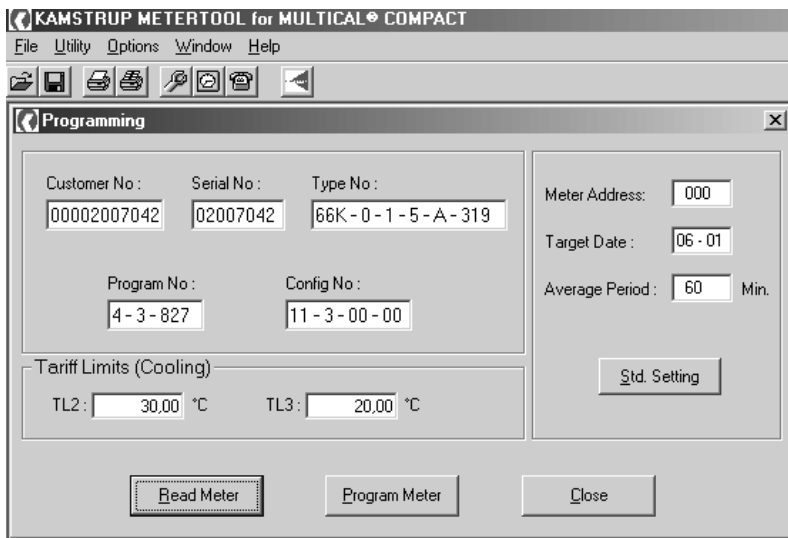 KAMSTRUP METERTOOL for MULTICAL® COMPACT
File Utility Options Window Help
Programming
Customer No : Serial No : Type No :
00002007042 02007042 66K - 0 - 1 - 5 - A - 319
Program No : Config No :
4 - 3 - 827 11 - 3 - 00 - 00
Tariff Limits (Cooling)
TL2 : 30,00 °C TL3 : 20,00 °C
Meter Address: 000
Target Date : 06 - 01
Average Period : 60 Min.
Std. Setting
Read Meter Program Meter Close